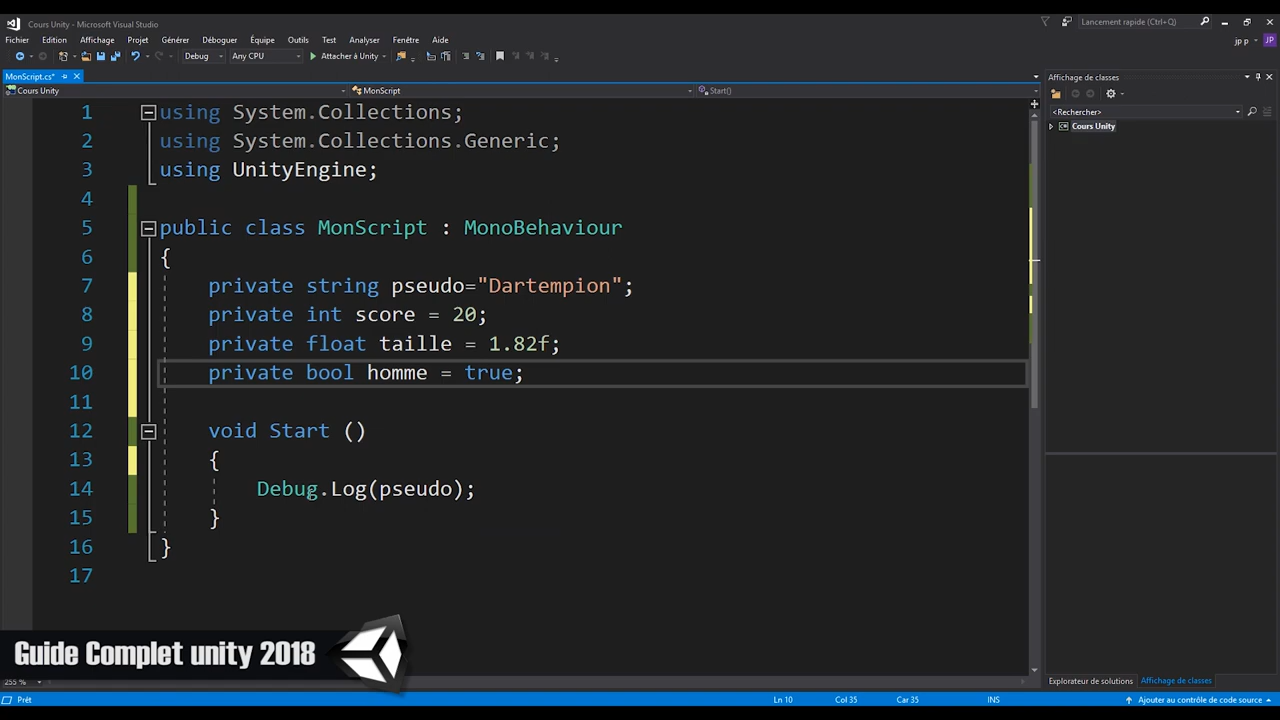 Cours Unity - Microsoft Visual Studio
Lancement rapide (Ctrl+Q)
Fichier Edition Affichage Projet Générer Déboguer Équipe Outils Test Analyser Fenêtre Aide
jp p JP
Debug Any CPU Attacher à Unity
MonScript.cs*
Affichage de classes
Cours Unity MonScript Start()
<Rechercher>
Cours Unity
1 using System.Collections;
2 using System.Collections.Generic;
3 using UnityEngine;
4
5 public class MonScript : MonoBehaviour
6 {
7 private string pseudo="Dartempion";
8 private int score = 20;
9 private float taille = 1.82f;
10 private bool homme = true;
11
12 void Start ()
13 {
14 Debug.Log(pseudo);
15 }
16 }
17
Guide Complet unity 2018
255 %
Explorateur de solutions Affichage de classes
Prêt Ln 10 Col 35 Car 35 INS Ajouter au contrôle de code source